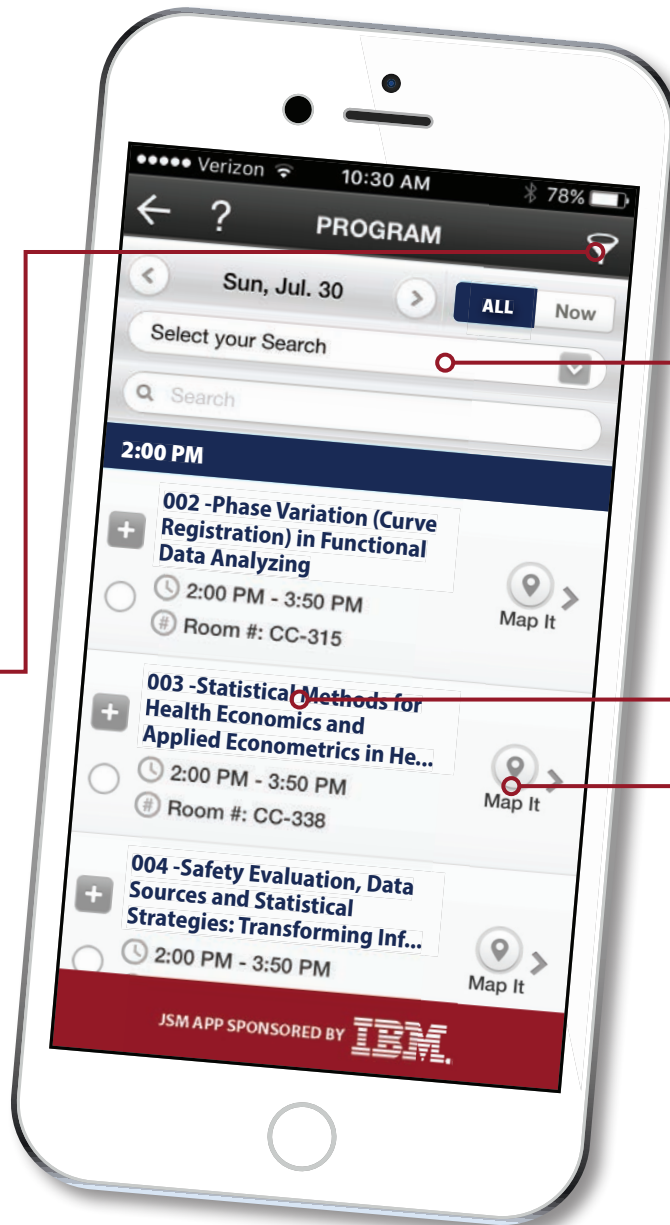 Verizon 10:30 AM 78%
? PROGRAM
Sun, Jul. 30 ALL Now
Select your Search
Search
2:00 PM
002 -Phase Variation (Curve
Registration) in Functional
Data Analyzing
2:00 PM - 3:50 PM
# Room #: CC-315
Map It
003 -Statistical Methods for
Health Economics and
Applied Econometrics in He...
2:00 PM - 3:50 PM
# Room #: CC-338
Map It
004 -Safety Evaluation, Data
Sources and Statistical
Strategies: Transforming Inf...
2:00 PM - 3:50 PM
Map It
JSM APP SPONSORED BY IBM.